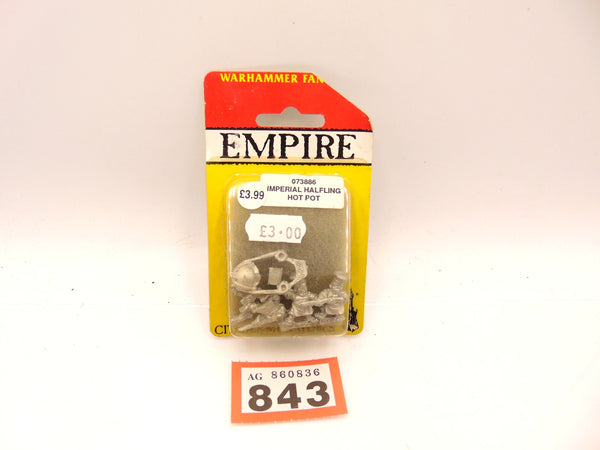 WARHAMMER FAN
EMPIRE
073886
£3.99
IMPERIAL HALFLING
HOT POT
£3.00
CI
AG 860836
843